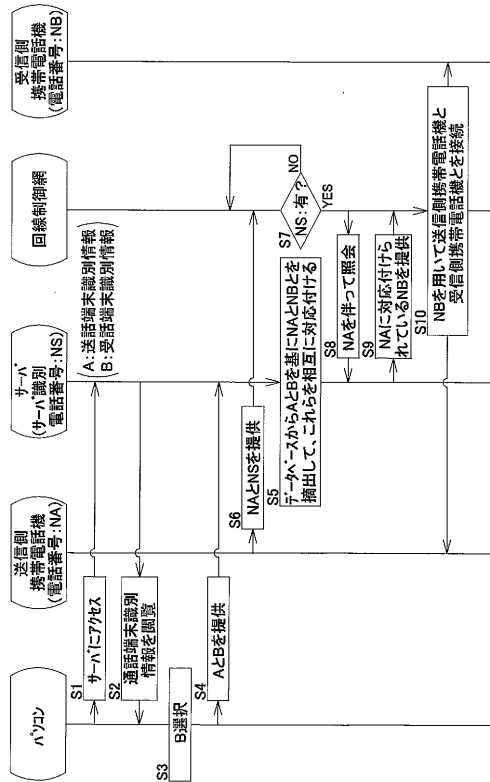 パソコン
送信側
携帯電話機
(電話番号:NA)
サーバ
(サーバ識別
電話番号:NS)
回線制御網
受信側
携帯電話機
(電話番号:NB)
A:送話端末識別情報
B:受話端末識別情報
S1
サーバにアクセス
S2
通話端末識別
情報を閲覧
S3
B選択
S4
AとBを提供
S5
データベースからAとBを基にNAとNBとを
摘出して、これらを相互に対応付ける
S6
NAとNSを提供
S7
NS:有?
NO
YES
S8
NAを伴って照会
S9
NAに対応付けら
れているNBを提供
S10
NBを用いて送信側携帯電話機と
受信側携帯電話機とを接続